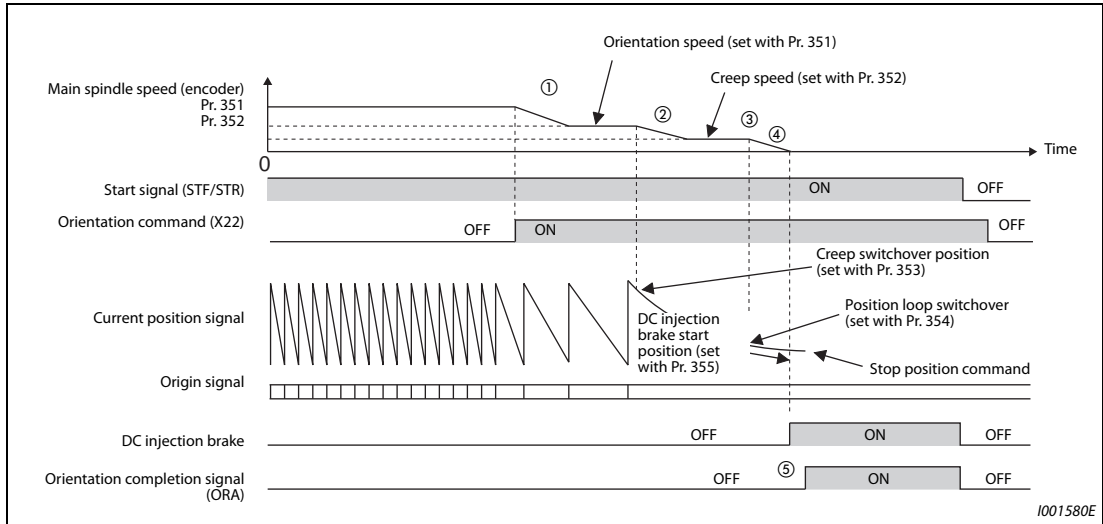 Orientation speed (set with Pr. 351)
Creep speed (set with Pr. 352)
Main spindle speed (encoder)
Pr. 351
Pr. 352
①
②
③
④
0
Time
Start signal (STF/STR)
ON
OFF
Orientation command (X22)
OFF
ON
OFF
Creep switchover position
(set with Pr. 353)
Current position signal
DC injection
brake start
position (set
with Pr. 355)
Position loop switchover
(set with Pr. 354)
Stop position command
Origin signal
DC injection brake
OFF
ON
OFF
Orientation completion signal
(ORA)
OFF
⑤
ON
OFF
I001580E